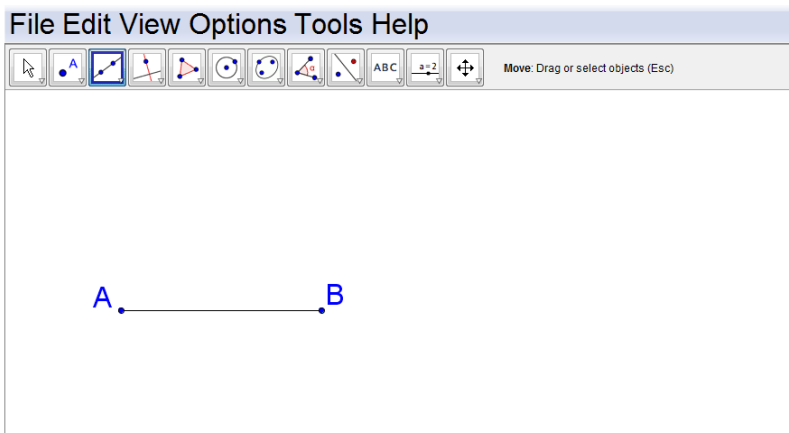 File Edit View Options Tools Help
A α ABC a=2 Move: Drag or select objects (Esc)
A B